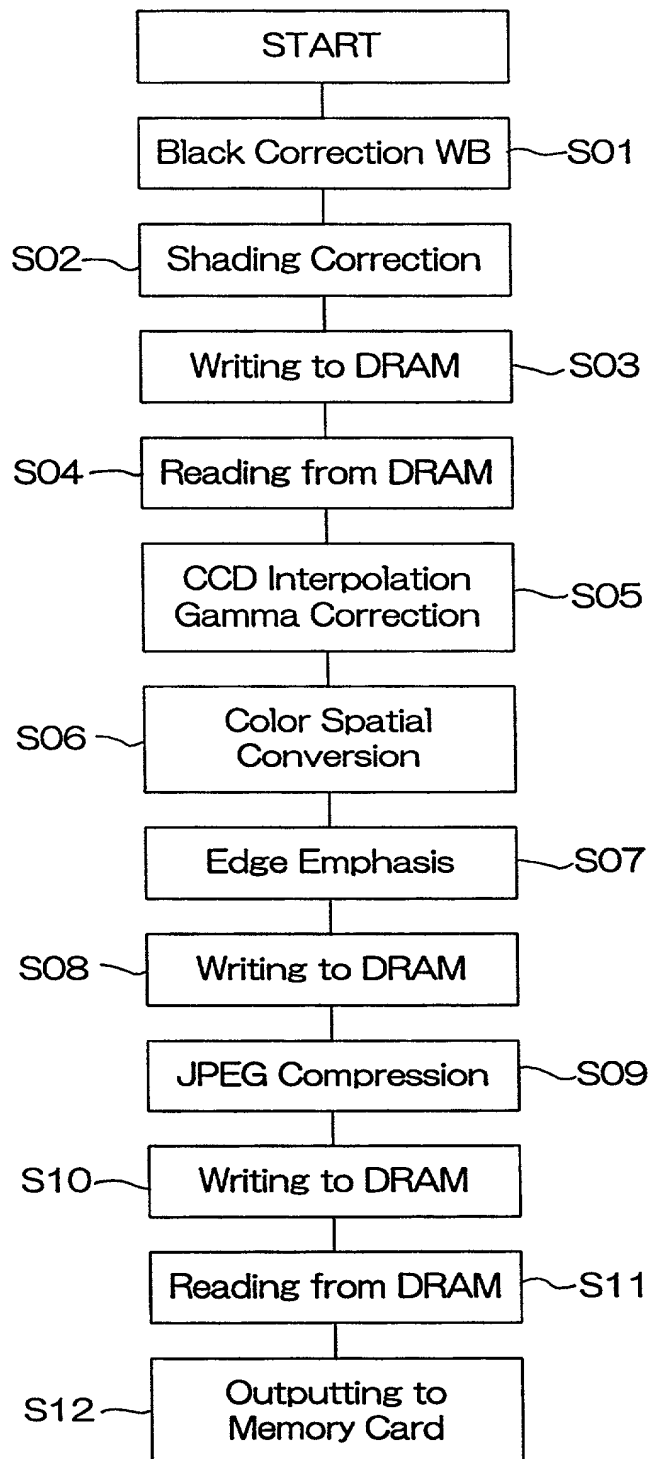 START
Black Correction WB
S01
S02
Shading Correction
Writing to DRAM
S03
S04
Reading from DRAM
CCD Interpolation
Gamma Correction
S05
S06
Color Spatial
Conversion
Edge Emphasis
S07
S08
Writing to DRAM
JPEG Compression
S09
S10
Writing to DRAM
Reading from DRAM
S11
S12
Outputting to
Memory Card